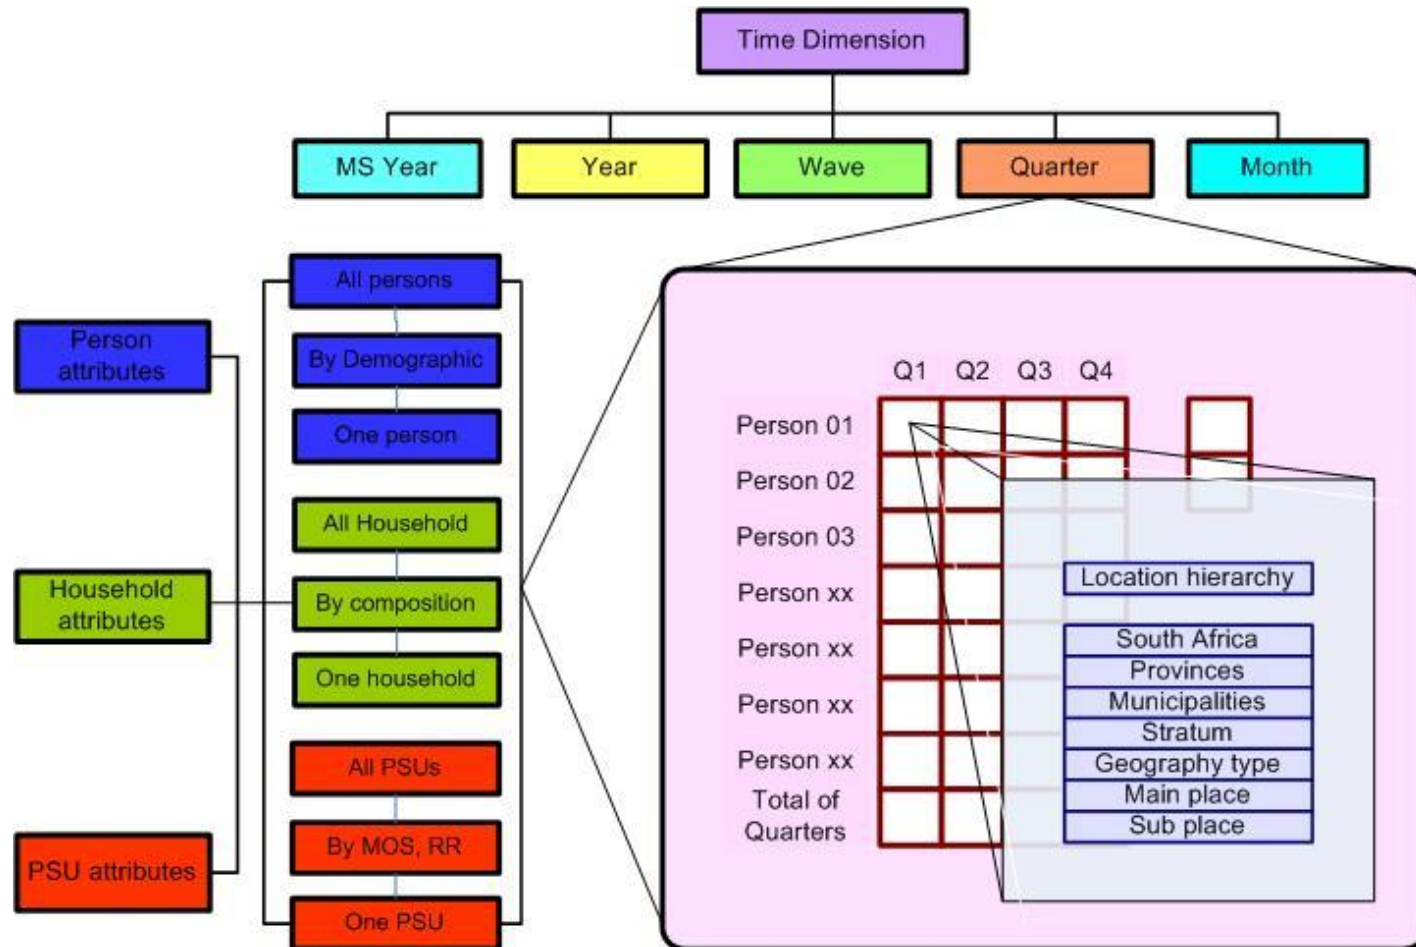 Time Dimension
MS Year
Year
Wave
Quarter
Month
Person
attributes
Household
attributes
PSU attributes
All persons
By Demographic
One person
All Household
By composition
One household
All PSUs
By MOS, RR
One PSU
Q1 Q2 Q3 Q4
Person 01
Person 02
Person 03
Person xx
Person xx
Person xx
Person xx
Total of
Quarters
Location hierarchy
South Africa
Provinces
Municipalities
Stratum
Geography type
Main place
Sub place